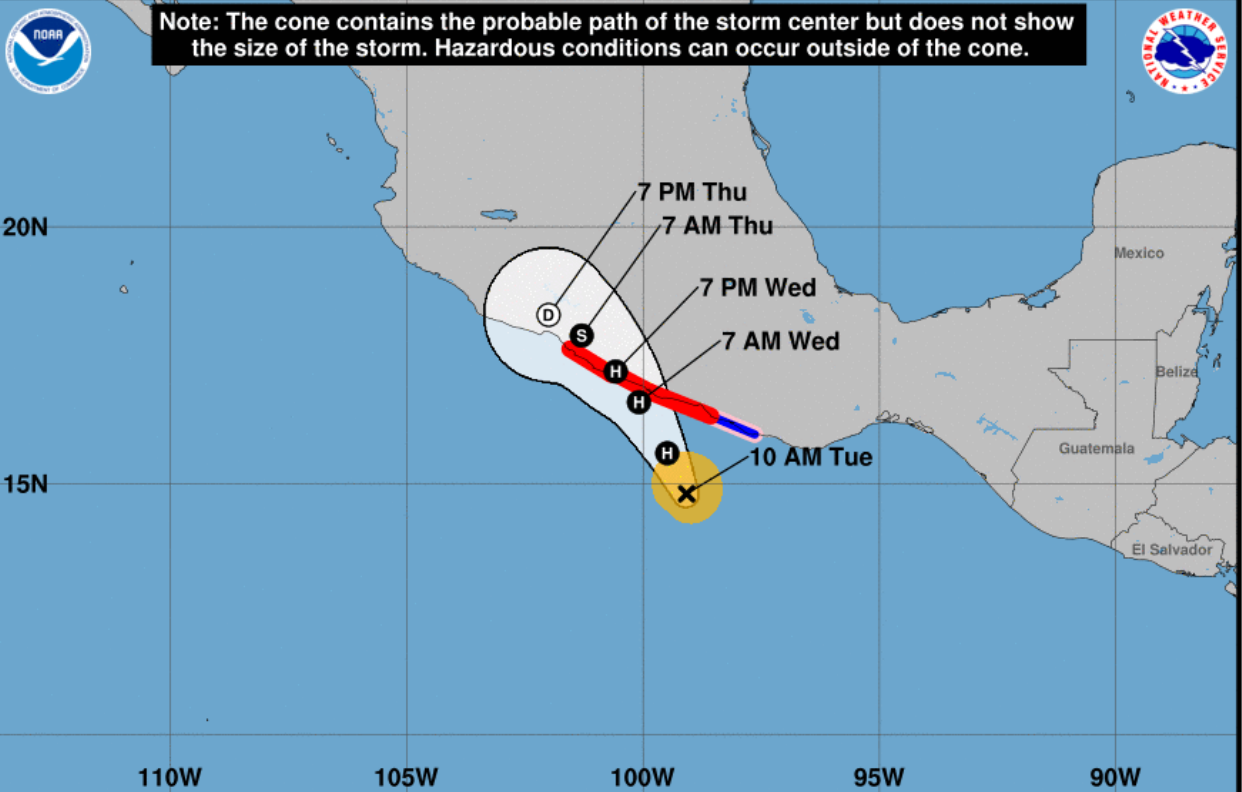 Note: The cone contains the probable path of the storm center but does not show
the size of the storm. Hazardous conditions can occur outside of the cone.
NOAA
NATIONAL WEATHER SERVICE
7 PM Thu
20N
7 AM Thu
Mexico
7 PM Wed
D
S
7 AM Wed
H
Belize
H
Guatemala
H
10 AM Tue
15N
El Salvador
110W
105W
100W
95W
90W